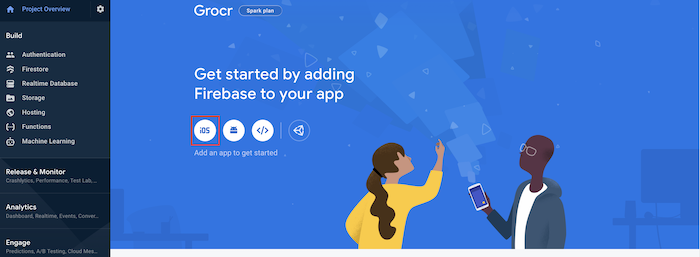 Project Overview
Build
Authentication
Firestore
Realtime Database
Storage
Hosting
Functions
Machine Learning
Release & Monitor
Crashlytics, Performance, Test Lab,...
Analytics
Dashboard, Realtime, Events, Conver...
Engage
Predictions, A/B Testing, Cloud Mes...
Grocr
Spark plan
Get started by adding
Firebase to your app
iOS
Add an app to get started